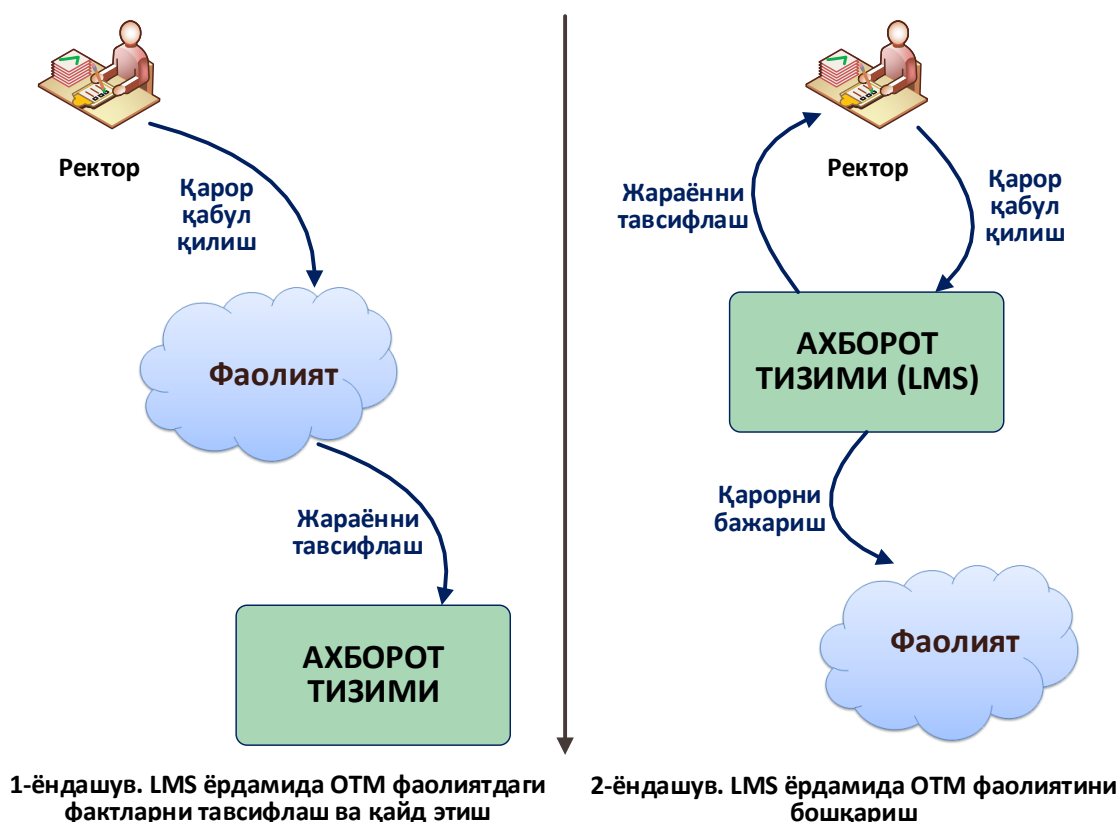 Ректор
Қарор
қабул
қилиш
Фаолият
Жараённи
тавсифлаш
АХБОРОТ
ТИЗИМИ
1-ёндашув. LMS ёрдамида ОТМ фаолиятдаги
фактларни тавсифлаш ва қайд этиш
Ректор
Жараённи
тавсифлаш
Қарор
қабул
қилиш
АХБОРОТ
ТИЗИМИ (LMS)
Қарорни
бажариш
Фаолият
2-ёндашув. LMS ёрдамида ОТМ фаолиятини
бошқариш